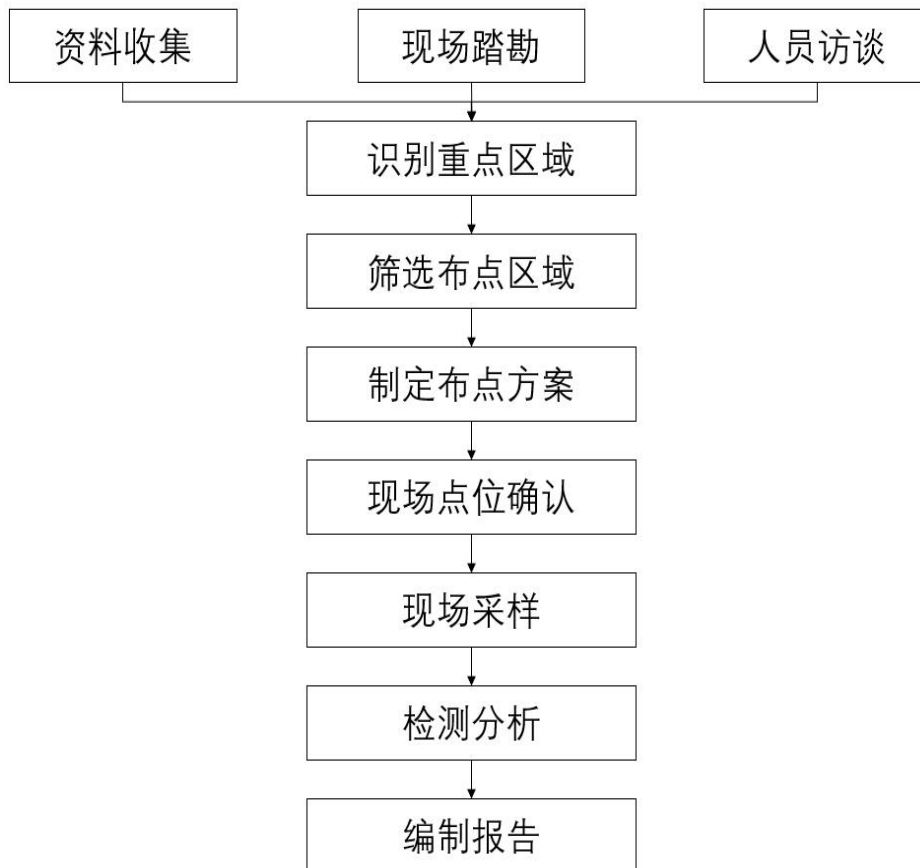 资料收集
现场踏勘
人员访谈
识别重点区域
筛选布点区域
制定布点方案
现场点位确认
现场采样
检测分析
编制报告